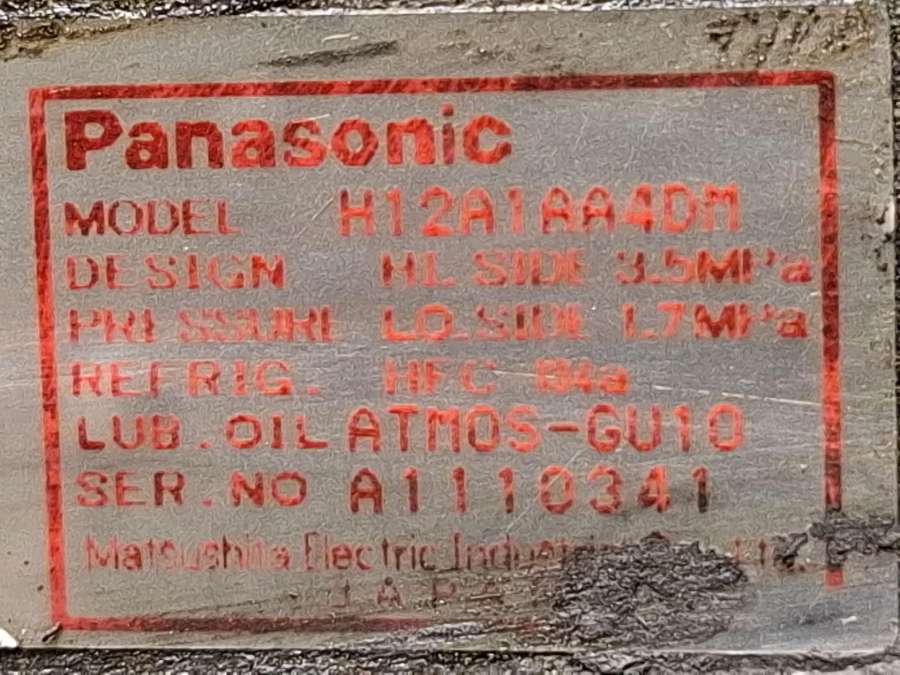 Panasonic
MODEL H12A1AA4DM
DESIGN HI.SIDE 3.5MPa
PRESSURE LO.SIDE 1.7MPa
REFRIG. HFC 134a
LUB.OIL ATMOS-GU10
SER.NO A1110341
Matsushita Electric Industrial